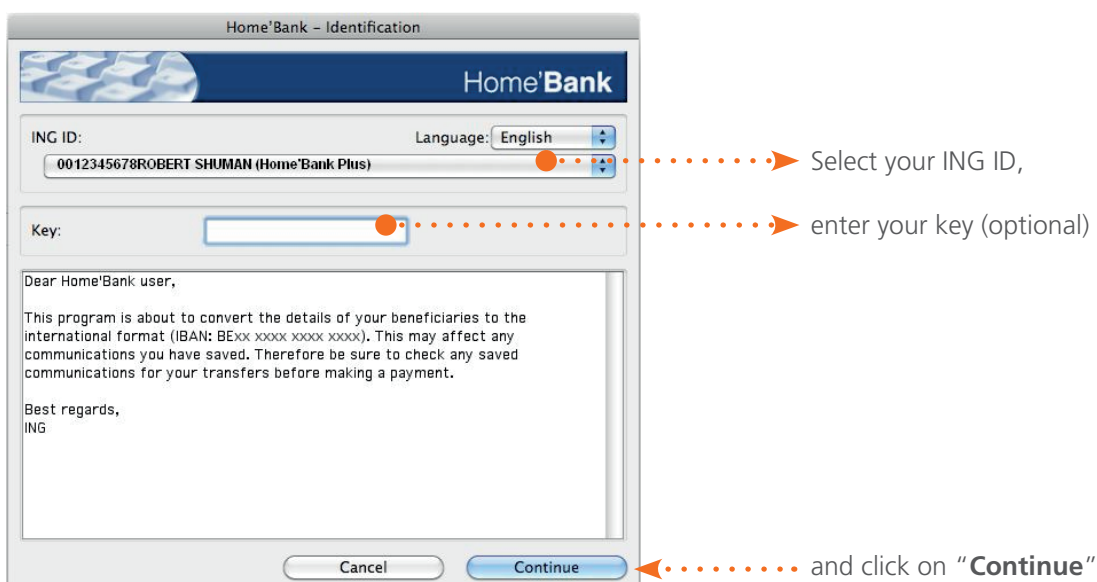 Home'Bank – Identification
Home'Bank
ING ID:
Language: English
0012345678ROBERT SHUMAN (Home'Bank Plus)
Select your ING ID,
Key:
enter your key (optional)
Dear Home'Bank user,
This program is about to convert the details of your beneficiaries to the
international format (IBAN: BExx xxxx xxxx xxxx). This may affect any
communications you have saved. Therefore be sure to check any saved
communications for your transfers before making a payment.
Best regards,
ING
Cancel
Continue
and click on “Continue”